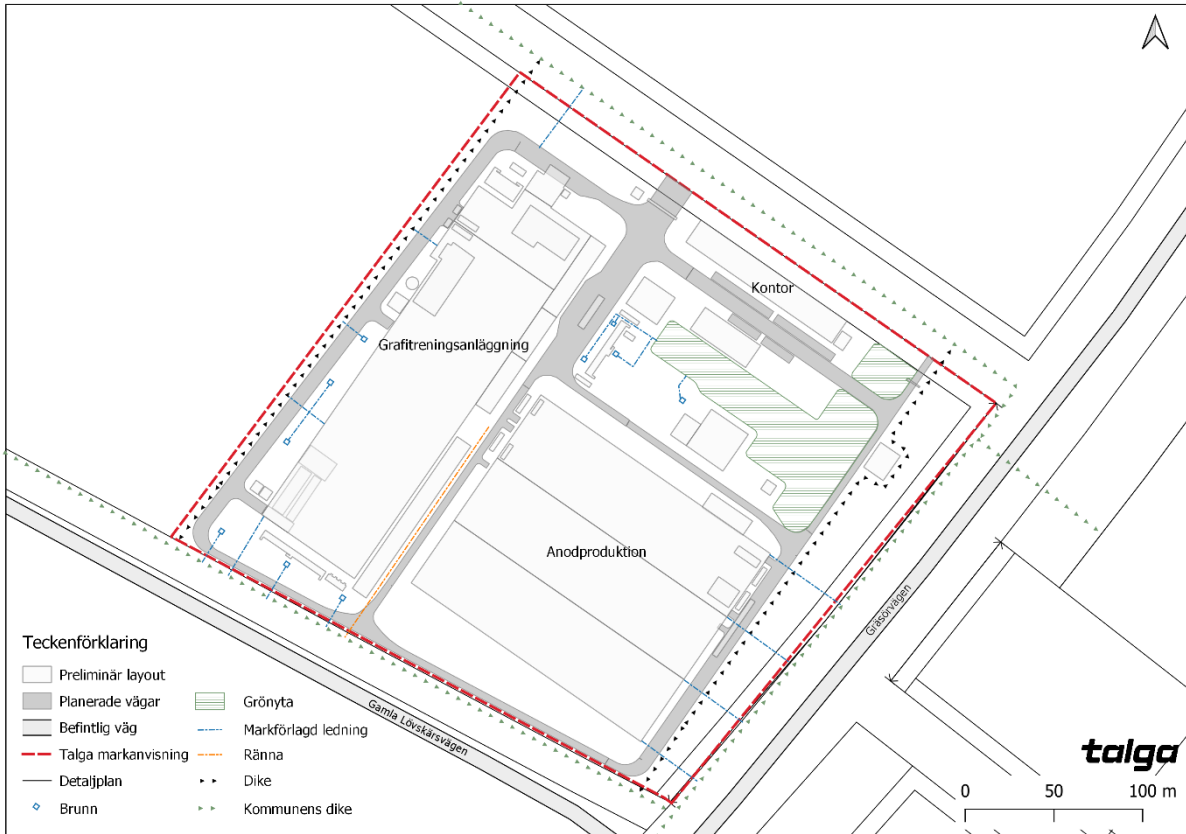 Kontor
Grafitreningsanläggning
Anodproduktion
Gräsörvägen
Gamla Lövskärsvägen
Teckenförklaring
Preliminär layout
Planerade vägar
Befintlig väg
Talga markanvisning
Detaljplan
Brunn
Grönyta
Markförlagd ledning
Ränna
Dike
Kommunens dike
talga
0 50 100 m